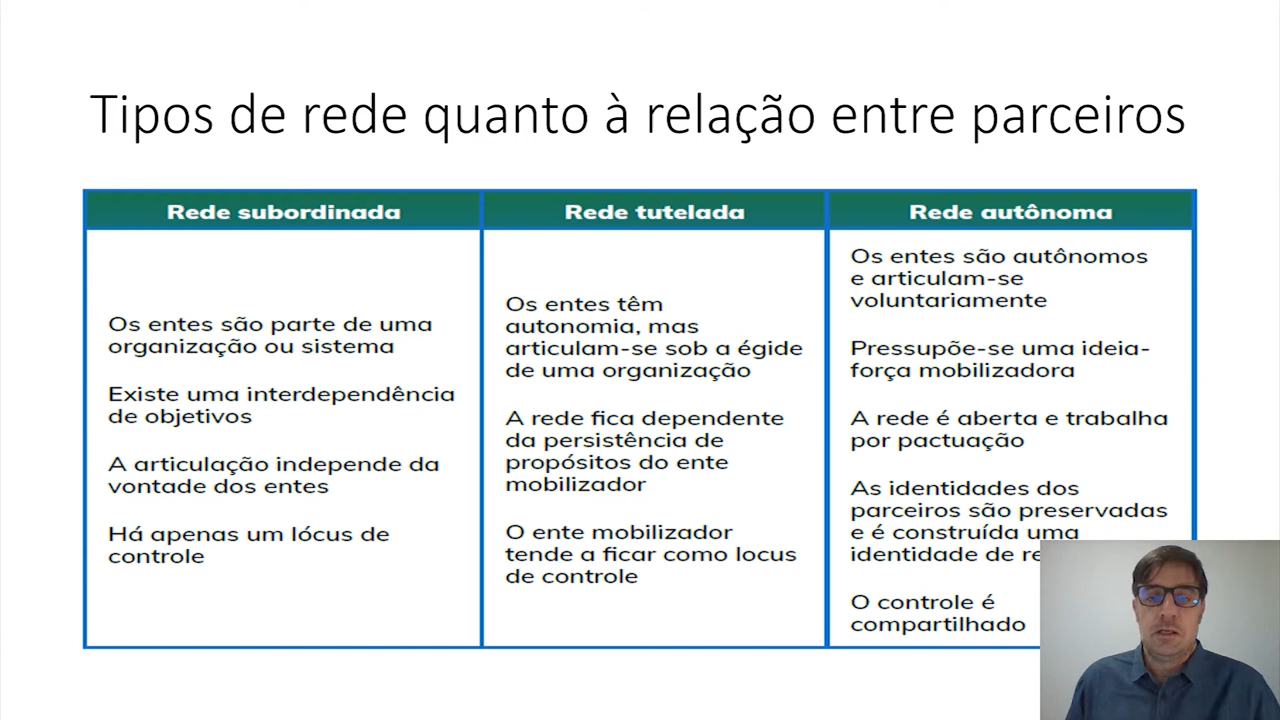 Tipos de rede quanto à relação entre parceiros
Rede subordinada
Os entes são parte de uma
organização ou sistema
Existe uma interdependência
de objetivos
A articulação independe da
vontade dos entes
Há apenas um lócus de
controle
Rede tutelada
Os entes têm
autonomia, mas
articulam-se sob a égide
de uma organização
A rede fica dependente
da persistência de
propósitos do ente
mobilizador
O ente mobilizador
tende a ficar como locus
de controle
Rede autônoma
Os entes são autônomos
e articulam-se
voluntariamente
Pressupõe-se uma ideia-
força mobilizadora
A rede é aberta e trabalha
por pactuação
As identidades dos
parceiros são preservadas
e é construída uma
identidade de
O controle é
compartilhado